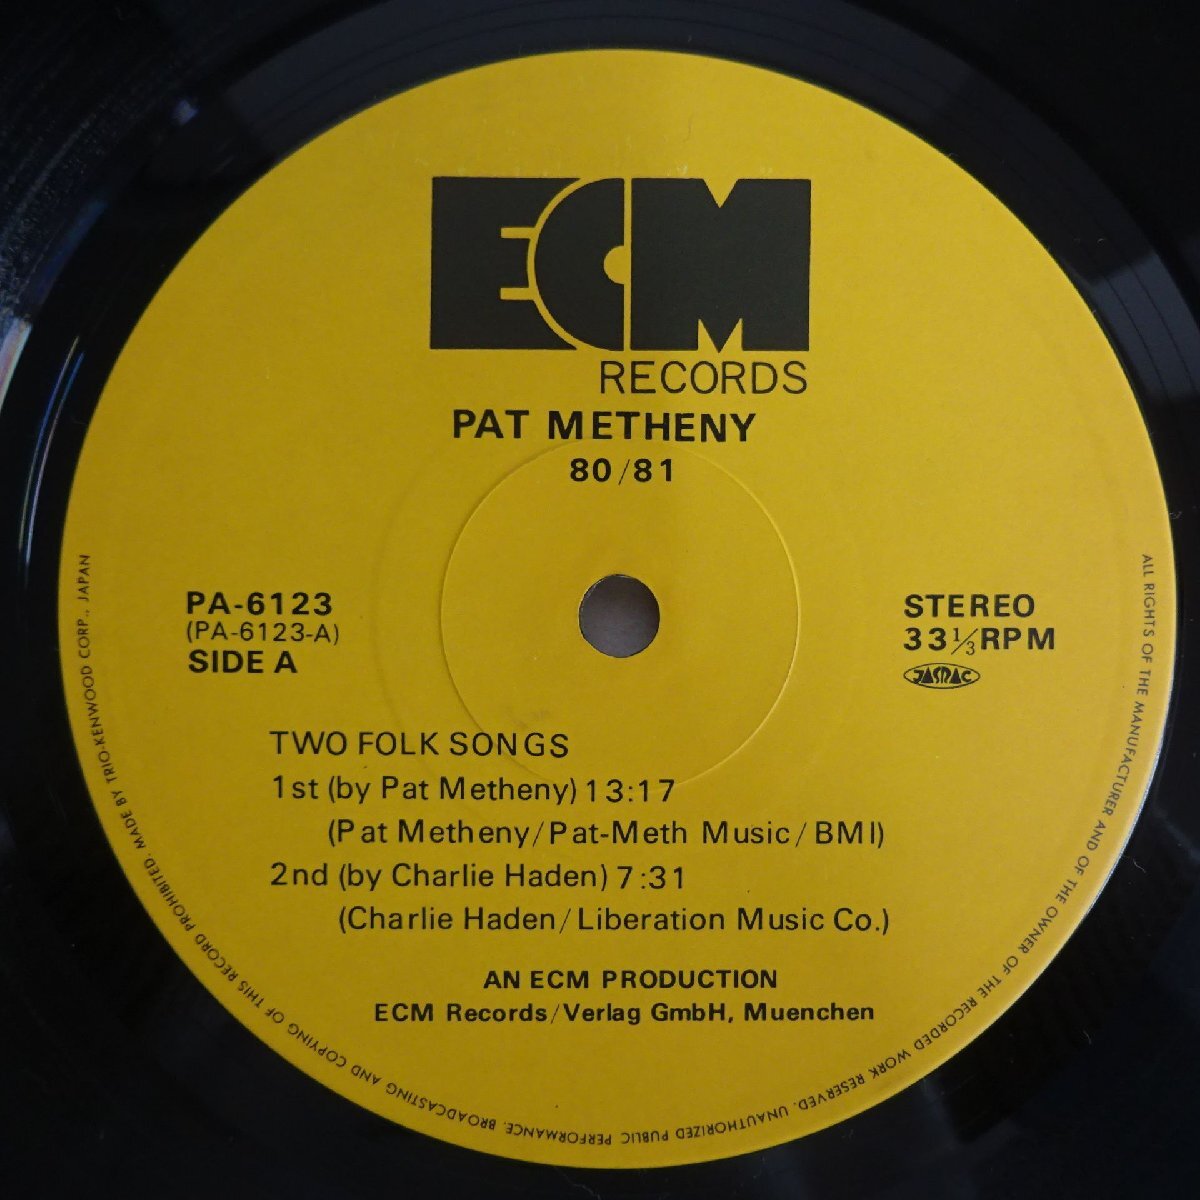 ECM
RECORDS
PAT METHENY
80/81
PA-6123
(PA-6123-A)
SIDE A
STEREO
33 1/3 RPM
JASRAC
TWO FOLK SONGS
1st (by Pat Metheny) 13:17
(Pat Metheny/Pat-Meth Music/BMI)
2nd (by Charlie Haden) 7:31
(Charlie Haden/Liberation Music Co.)
AN ECM PRODUCTION
ECM Records/Verlag GmbH, Muenchen
ALL RIGHTS OF THE MANUFACTURER AND OF THE OWNER OF THE RECORDED WORK RESERVED. UNAUTHORIZED PUBLIC PERFORMANCE. BROADCASTING AND COPYING OF THIS RECORD PROHIBITED. MADE BY TRIO-KENWOOD CORP., JAPAN